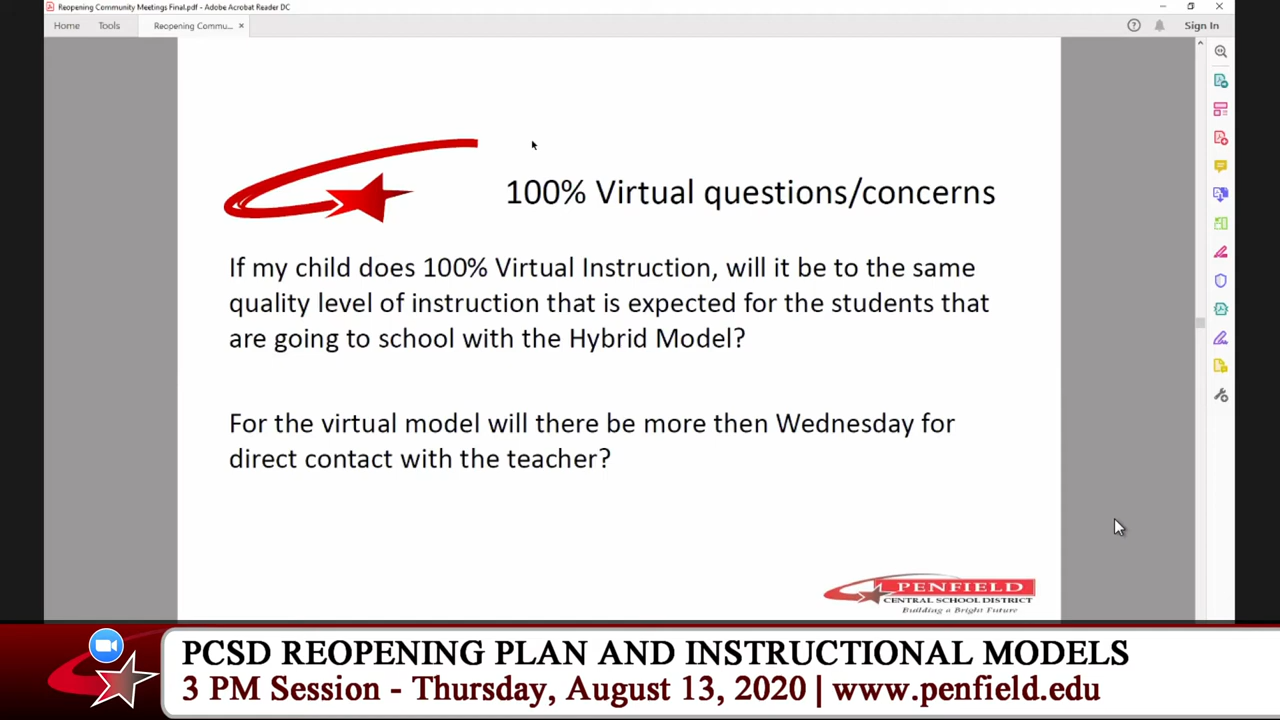 Reopening Community Meetings Final.pdf - Adobe Acrobat Reader DC
Home Tools Reopening Commu... × Sign In
100% Virtual questions/concerns
If my child does 100% Virtual Instruction, will it be to the same
quality level of instruction that is expected for the students that
are going to school with the Hybrid Model?
For the virtual model will there be more then Wednesday for
direct contact with the teacher?
PENFIELD
CENTRAL SCHOOL DISTRICT
Building a Bright Future
PCSD REOPENING PLAN AND INSTRUCTIONAL MODELS
3 PM Session - Thursday, August 13, 2020 | www.penfield.edu